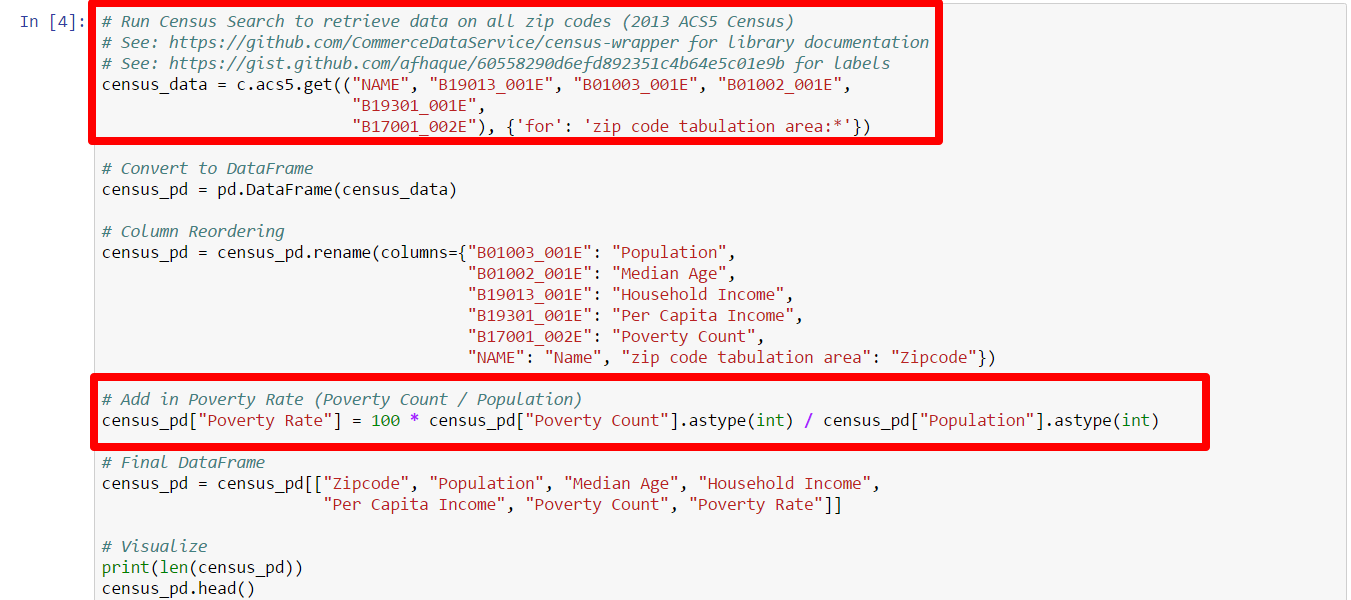 In [4]:
# Run Census Search to retrieve data on all zip codes (2013 ACS5 Census)
# See: https://github.com/CommerceDataService/census-wrapper for library documentation
# See: https://gist.github.com/afhaque/60558290d6efd892351c4b64e5c01e9b for labels
census_data = c.acs5.get(("NAME", "B19013_001E", "B01003_001E", "B01002_001E",
"B19301_001E",
"B17001_002E"), {'for': 'zip code tabulation area:*'})
# Convert to DataFrame
census_pd = pd.DataFrame(census_data)
# Column Reordering
census_pd = census_pd.rename(columns={"B01003_001E": "Population",
"B01002_001E": "Median Age",
"B19013_001E": "Household Income",
"B19301_001E": "Per Capita Income",
"B17001_002E": "Poverty Count",
"NAME": "Name", "zip code tabulation area": "Zipcode"})
# Add in Poverty Rate (Poverty Count / Population)
census_pd["Poverty Rate"] = 100 * census_pd["Poverty Count"].astype(int) / census_pd["Population"].astype(int)
# Final DataFrame
census_pd = census_pd[["Zipcode", "Population", "Median Age", "Household Income",
"Per Capita Income", "Poverty Count", "Poverty Rate"]]
# Visualize
print(len(census_pd))
census_pd.head()